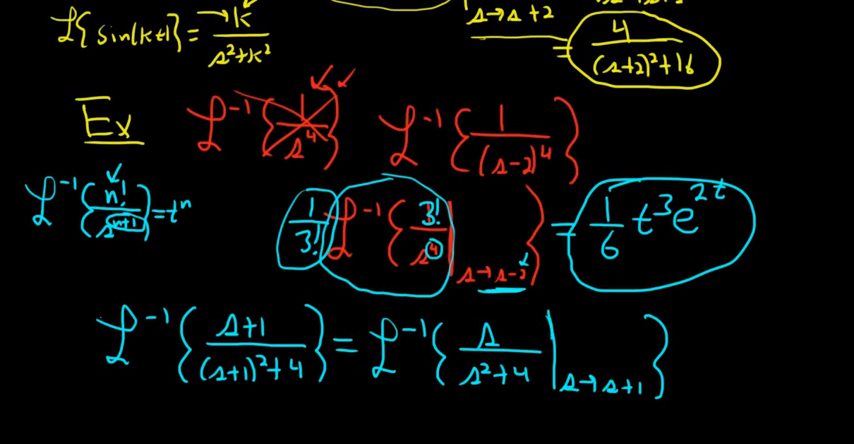 ℒ{sin(kt)} = k/(s²+k²)
s→s+2
= 4/((s+2)²+16)
Ex ℒ⁻¹{1/s⁴} ℒ⁻¹{1/(s-2)⁴}
ℒ⁻¹{n!/sⁿ⁺¹} = tⁿ
1/3! ℒ⁻¹{3!/s⁴ |s→s-2} = 1/6 t³e²ᵗ
ℒ⁻¹{(s+1)/((s+1)²+4)} = ℒ⁻¹{s/(s²+4) |s→s+1}